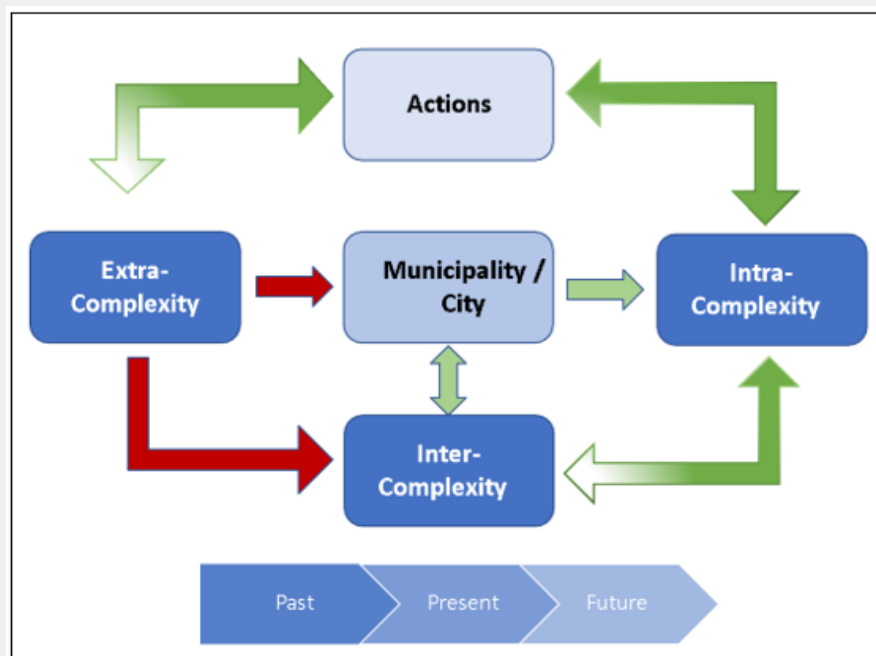 Actions
Extra-
Complexity
Municipality /
City
Intra-
Complexity
Inter-
Complexity
Past
Present
Future